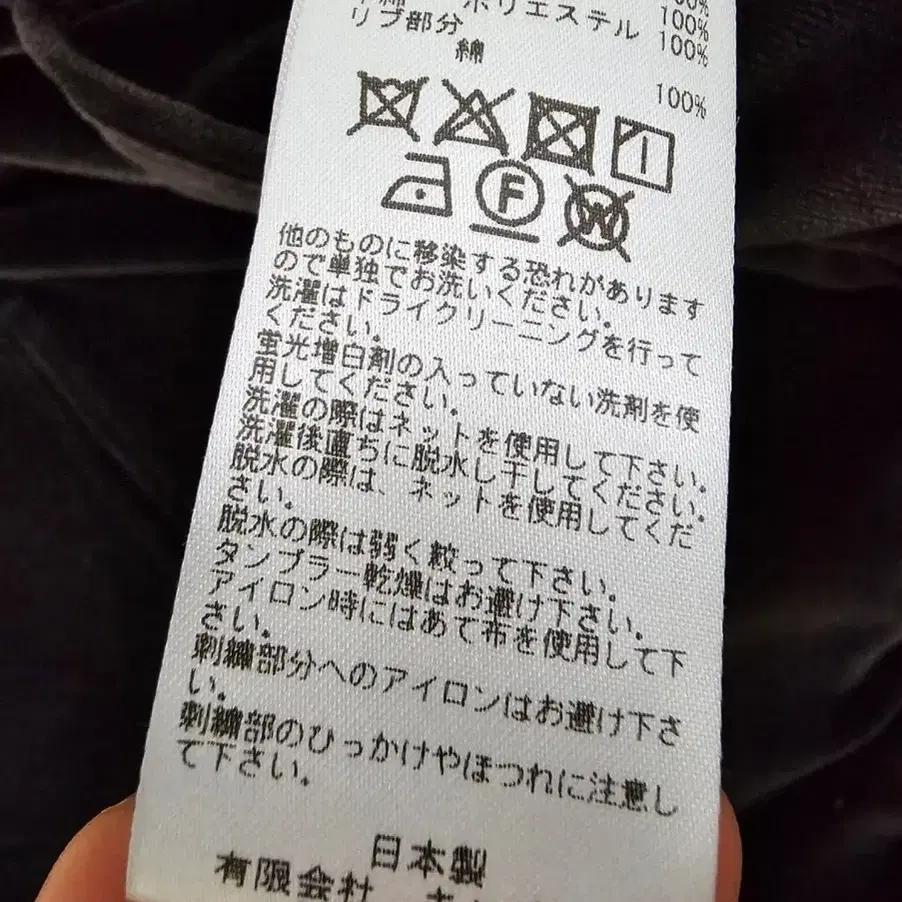 ポリエステル 100%
100%
リブ部分 100%
綿
100%
F
W
他のものに移染する恐れがあります
ので単独でお洗いください。
洗濯はドライクリーニングを行って
ください。
蛍光増白剤の入っていない洗剤を使
用してください。
洗濯の際はネットを使用して下さい。
洗濯後直ちに脱水し干してください。
脱水の際は、ネットを使用してくだ
さい。
脱水の際は弱く絞って下さい。
タンブラー乾燥はお避け下さい。
アイロン時にはあて布を使用して下
さい。
刺繍部分へのアイロンはお避け下さ
い。
刺繍部のひっかけやほつれに注意し
て下さい。
日本製
有限会社